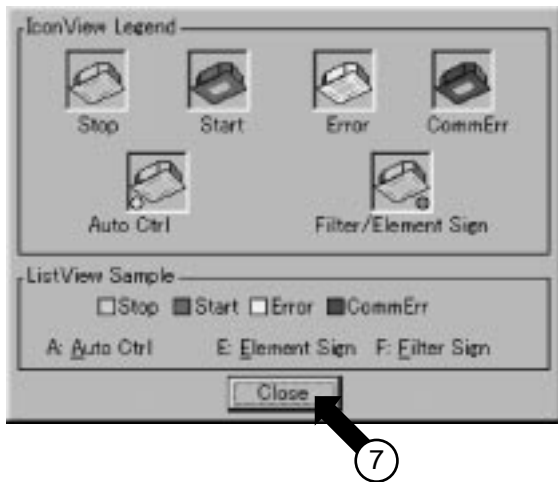 IconView Legend
Stop Start Error CommErr
Auto Ctrl Filter/Element Sign
ListView Sample
Stop Start Error CommErr
A: Auto Ctrl E: Element Sign F: Filter Sign
Close
7